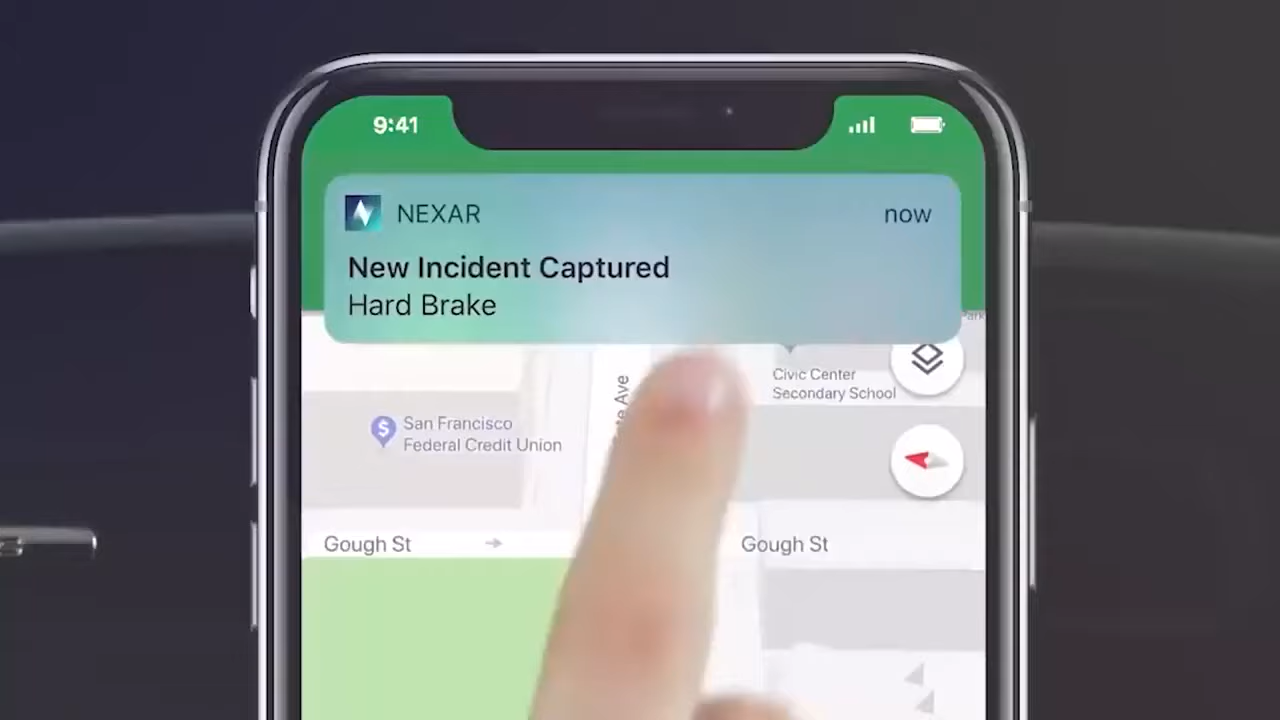 9:41
NEXAR
now
New Incident Captured
Hard Brake
Civic Center
Secondary School
San Francisco
Federal Credit Union
Gough St
Gough St